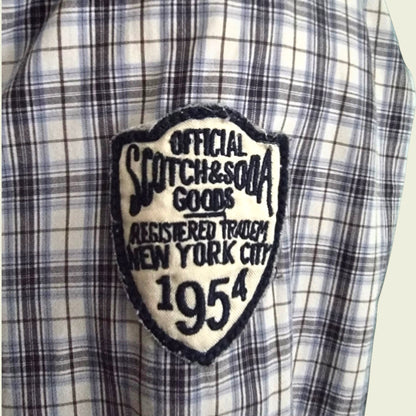 OFFICIAL
SCOTCH&SODA
GOODS
REGISTERED TRADEM
NEW YORK CITY
1954